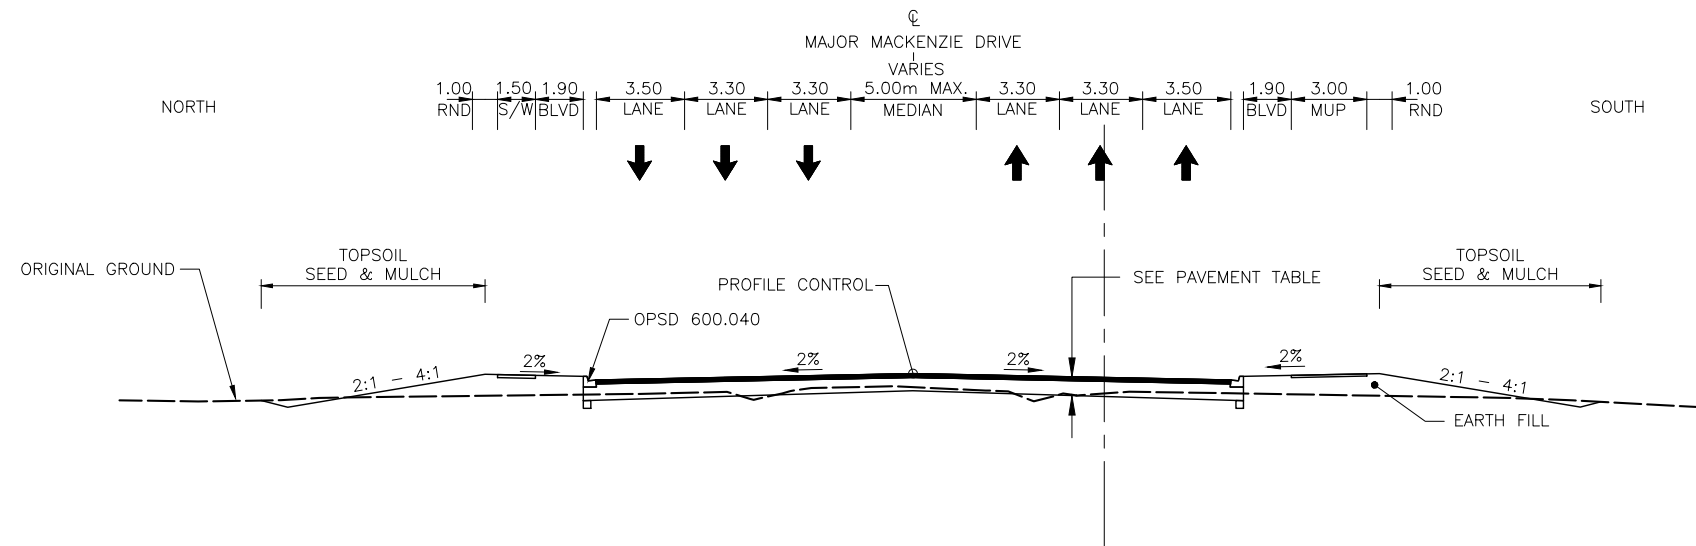 ℄
MAJOR MACKENZIE DRIVE
VARIES
1.00 1.50 1.90 3.50 3.30 3.30 5.00m MAX. 3.30 3.30 3.50 1.90 3.00 1.00
NORTH RND S/W BLVD LANE LANE LANE MEDIAN LANE LANE LANE BLVD MUP RND SOUTH
TOPSOIL
SEED & MULCH
TOPSOIL
SEED & MULCH
ORIGINAL GROUND
PROFILE CONTROL
SEE PAVEMENT TABLE
OPSD 600.040
2% 2% 2% 2%
2:1 – 4:1
2:1 – 4:1
EARTH FILL